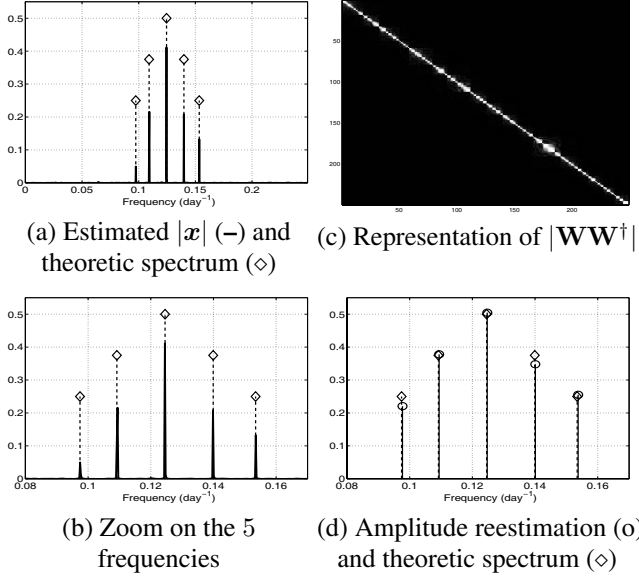 0.5
0.4
0.3
0.2
0.1
0
0 0.05 0.1 0.15 0.2
Frequency (day⁻¹)
(a) Estimated |x| (–) and
theoretic spectrum (◇)
50
100
150
200
50 100 150 200
(c) Representation of |WW†|
0.5
0.4
0.3
0.2
0.1
0
0.08 0.1 0.12 0.14 0.16
Frequency (day⁻¹)
(b) Zoom on the 5
frequencies
0.5
0.4
0.3
0.2
0.1
0
0.08 0.1 0.12 0.14 0.16
Frequency (day⁻¹)
(d) Amplitude reestimation (o)
and theoretic spectrum (◇)